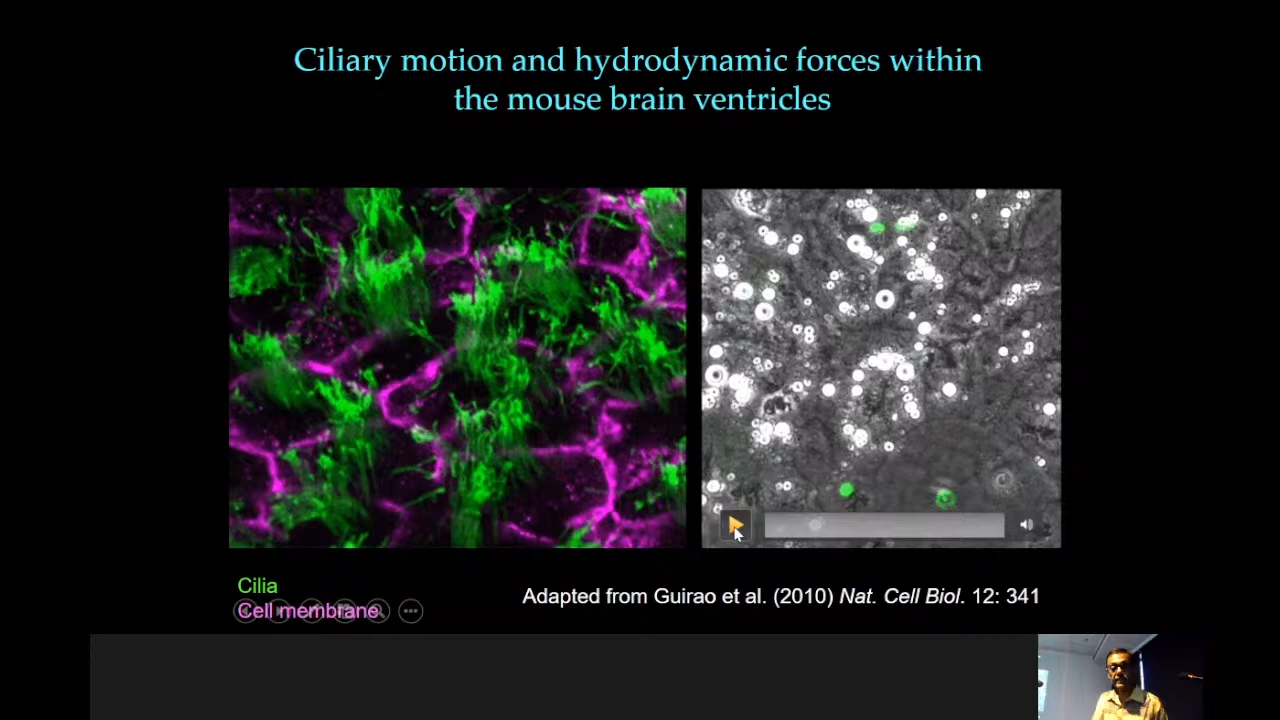 Ciliary motion and hydrodynamic forces within
the mouse brain ventricles
Cilia
Cell membrane
Adapted from Guirao et al. (2010) Nat. Cell Biol. 12: 341